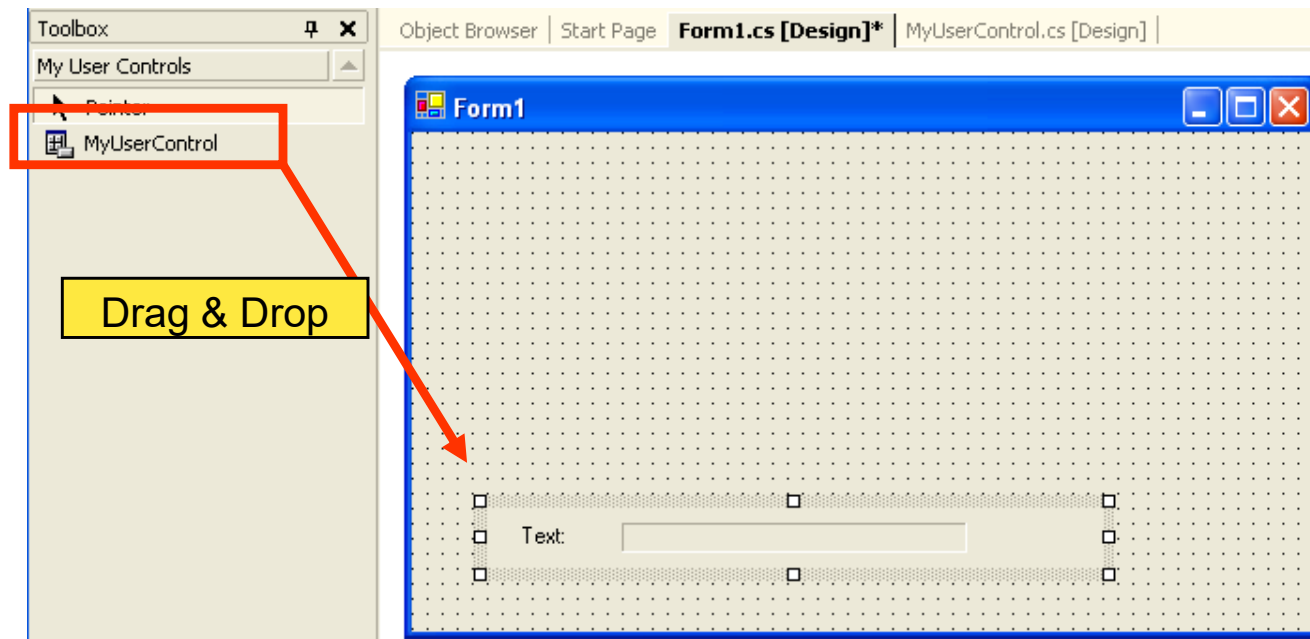 Toolbox
Object Browser Start Page Form1.cs [Design]* MyUserControl.cs [Design]
My User Controls
Pointer
MyUserControl
Form1
Drag & Drop
Text: